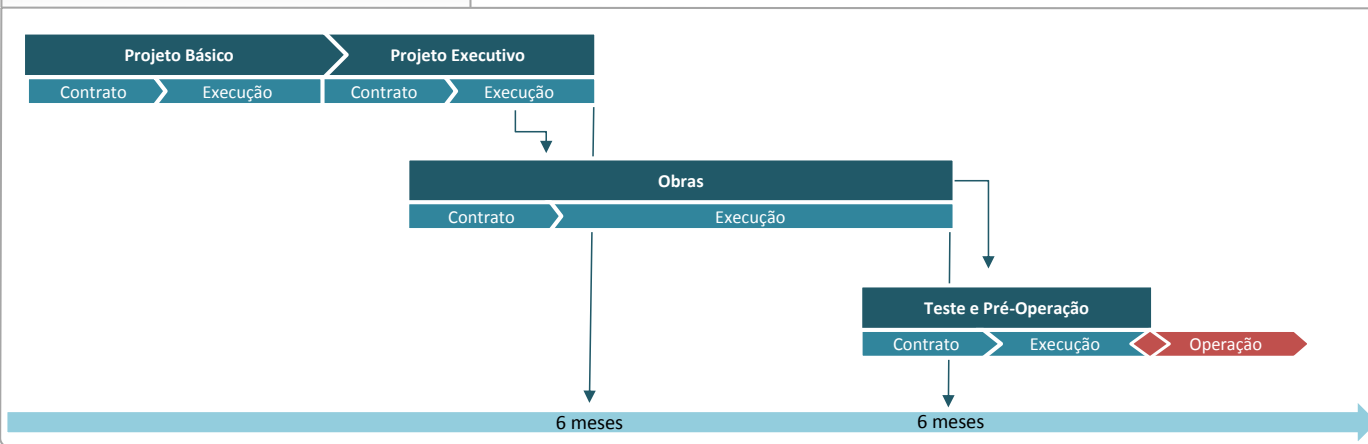 Projeto Básico
Projeto Executivo
Contrato
Execução
Contrato
Execução
Obras
Contrato
Execução
Teste e Pré-Operação
Contrato
Execução
Operação
6 meses
6 meses